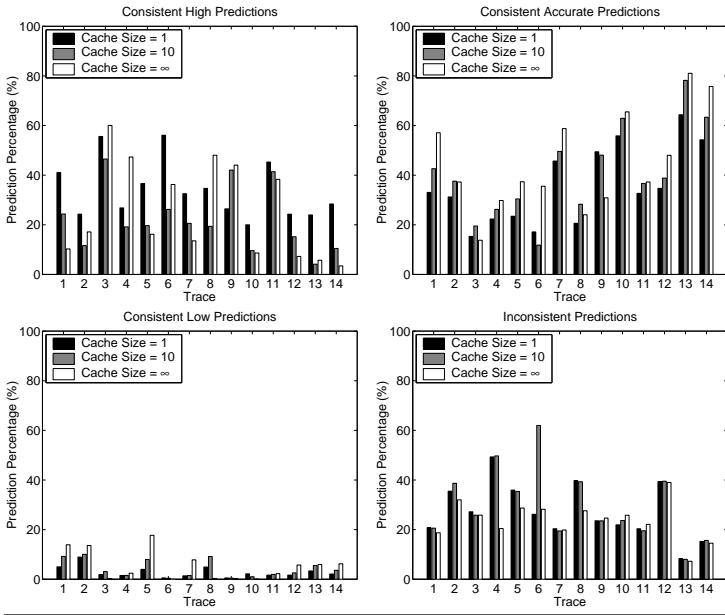 Consistent High Predictions
Cache Size = 1
Cache Size = 10
Cache Size = ∞
Prediction Percentage (%)
100
80
60
40
20
0
1 2 3 4 5 6 7 8 9 10 11 12 13 14
Trace
Consistent Accurate Predictions
Cache Size = 1
Cache Size = 10
Cache Size = ∞
Prediction Percentage (%)
100
80
60
40
20
0
1 2 3 4 5 6 7 8 9 10 11 12 13 14
Trace
Consistent Low Predictions
Cache Size = 1
Cache Size = 10
Cache Size = ∞
Prediction Percentage (%)
100
80
60
40
20
0
1 2 3 4 5 6 7 8 9 10 11 12 13 14
Trace
Inconsistent Predictions
Cache Size = 1
Cache Size = 10
Cache Size = ∞
Prediction Percentage (%)
100
80
60
40
20
0
1 2 3 4 5 6 7 8 9 10 11 12 13 14
Trace